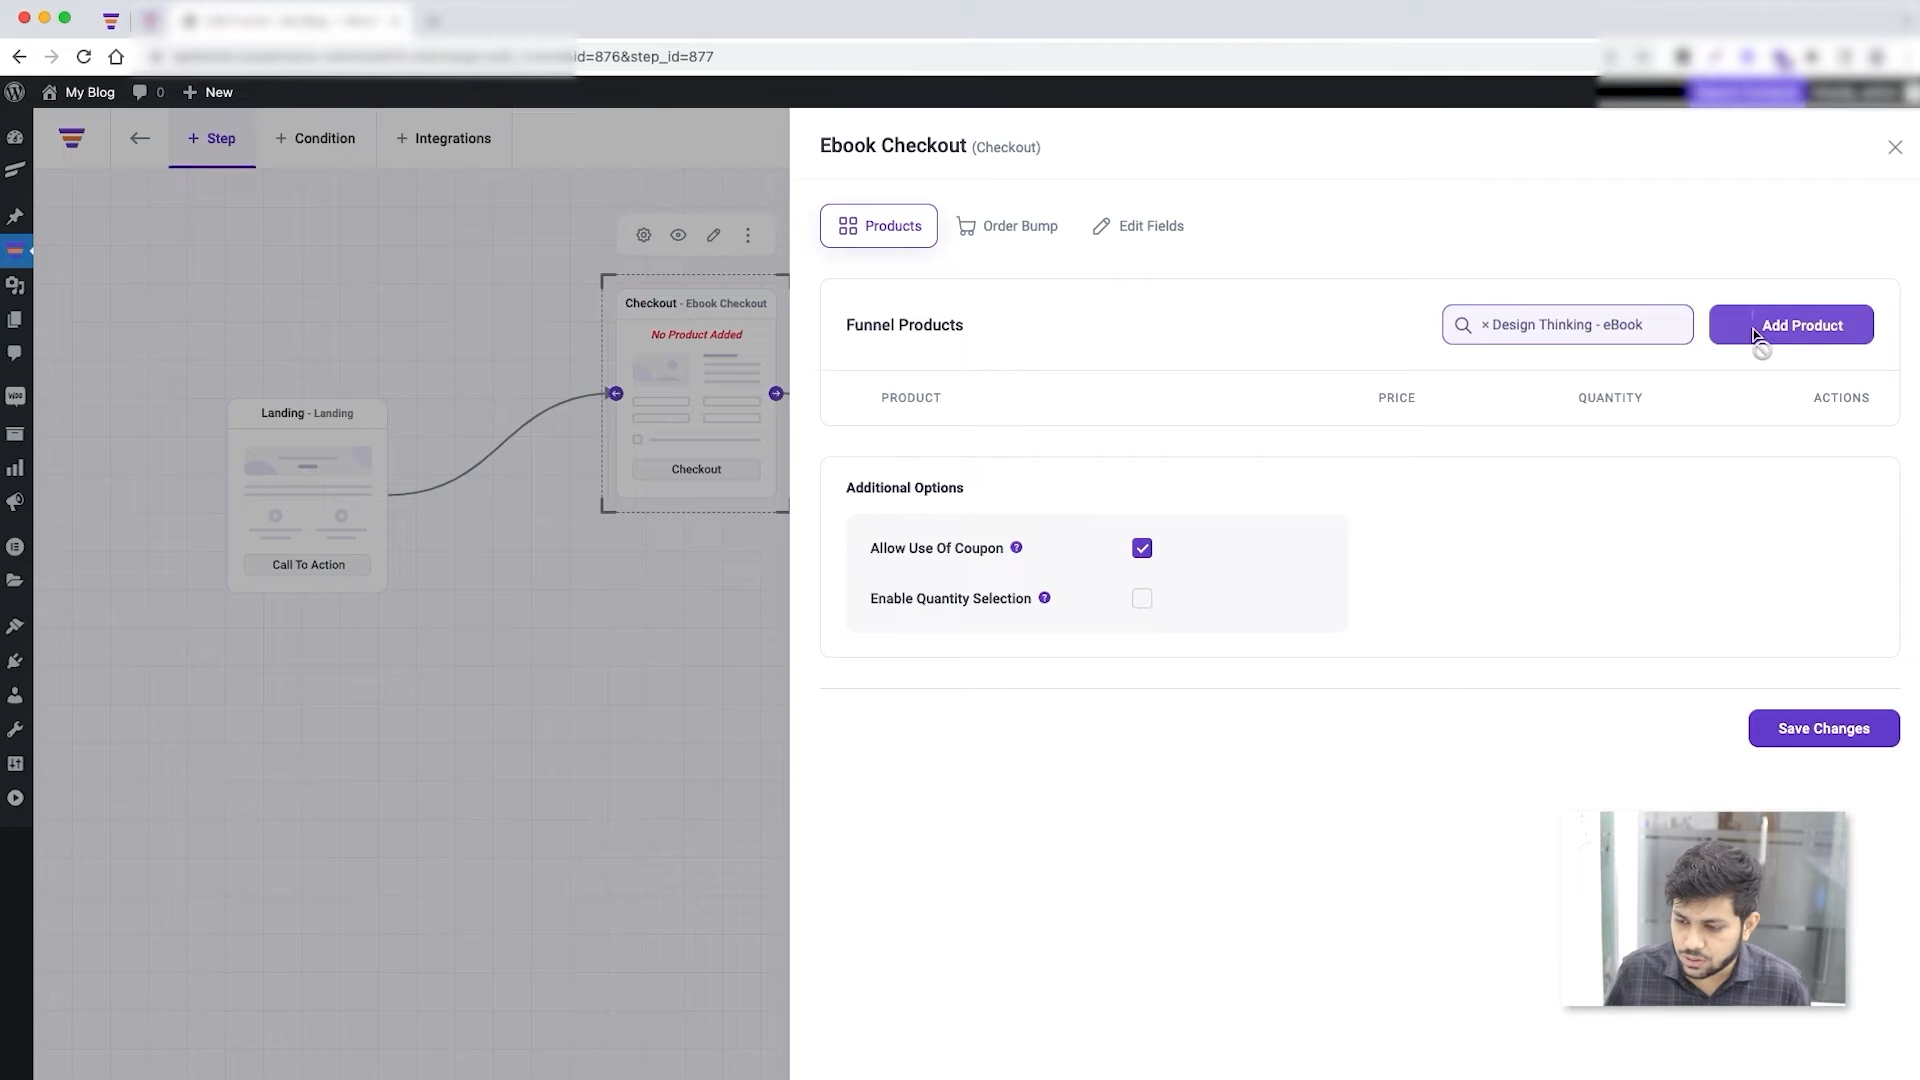 id=876&step_id=877
My Blog
0
New
Step
Condition
Integrations
Ebook Checkout (Checkout)
Products
Order Bump
Edit Fields
Checkout - Ebook Checkout
No Product Added
Checkout
Landing - Landing
Call To Action
Funnel Products
× Design Thinking - eBook
Add Product
PRODUCT
PRICE
QUANTITY
ACTIONS
Additional Options
Allow Use Of Coupon ?
Enable Quantity Selection ?
Save Changes
Woo